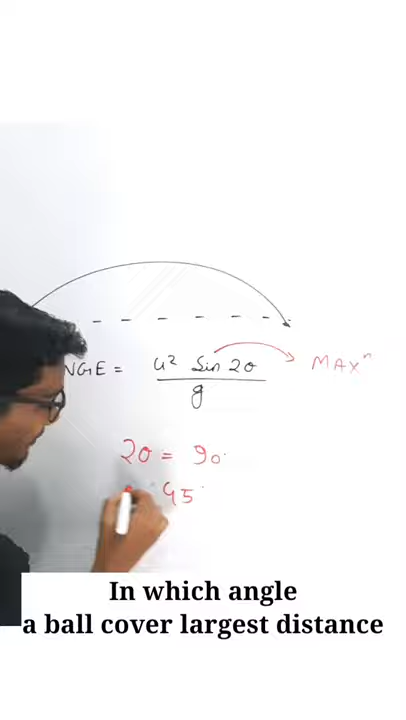 NGE = u² Sin 2θ / g MAXⁿ
2θ = 90°
45°
In which angle
a ball cover largest distance